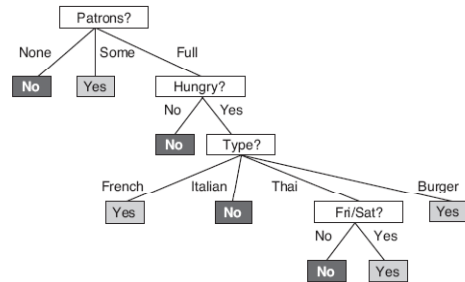 Patrons?
None Some Full
No Yes Hungry?
No Yes
No Type?
French Italian Thai Burger
Yes No Fri/Sat? Yes
No Yes
No Yes